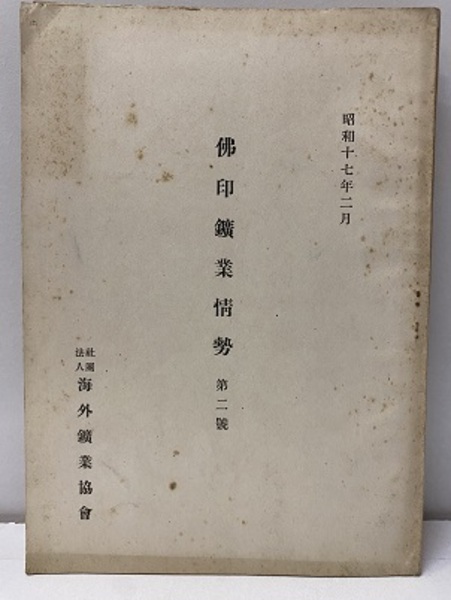 昭和十七年二月
佛印鑛業情勢 第二號
社團法人 海外鑛業協會